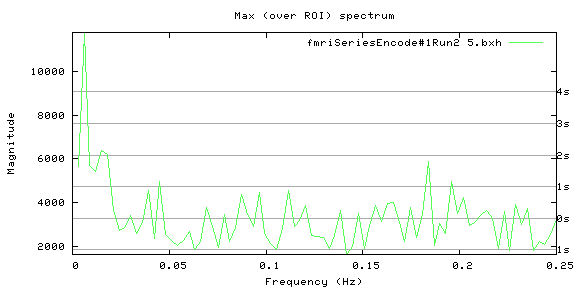 Max (over ROI) spectrum
fmriSeriesEncode#1Run2 5.bxh
10000
8000
6000
4000
2000
4s
3s
2s
1s
0s
1s
Magnitude
0
0.05
0.1
0.15
0.2
0.25
Frequency (Hz)